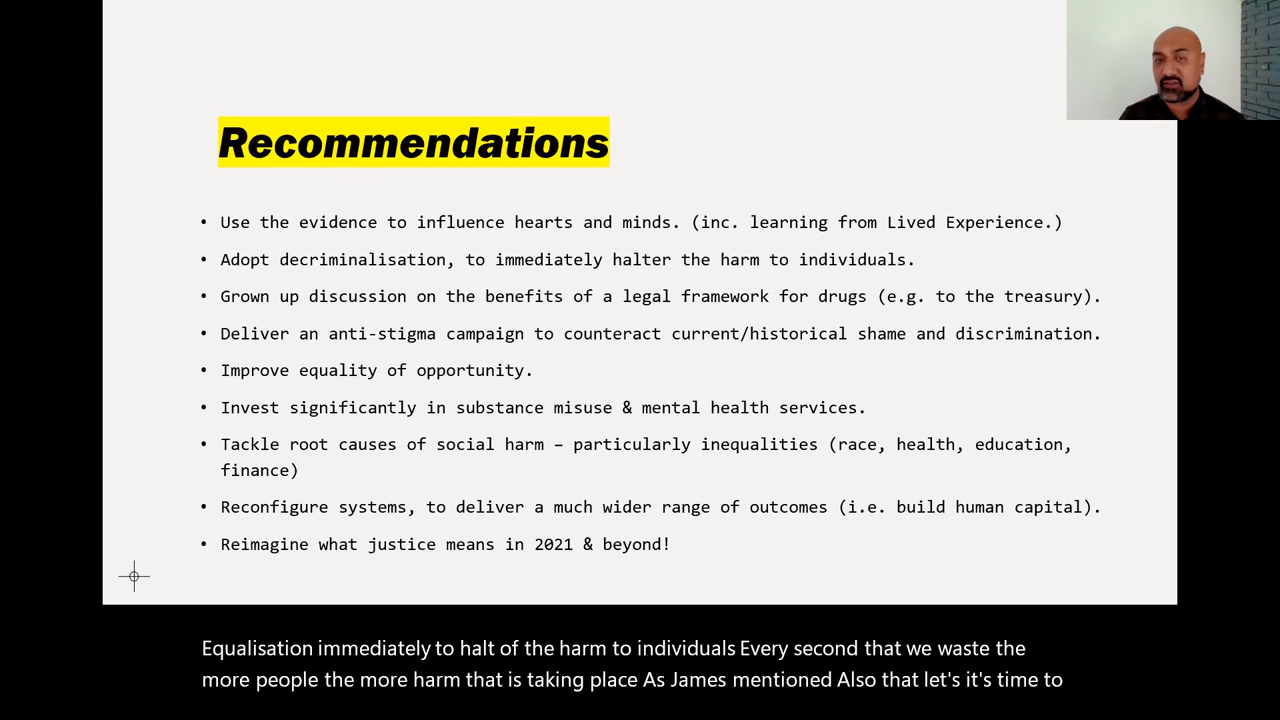 Recommendations
• Use the evidence to influence hearts and minds. (inc. learning from Lived Experience.)
• Adopt decriminalisation, to immediately halter the harm to individuals.
• Grown up discussion on the benefits of a legal framework for drugs (e.g. to the treasury).
• Deliver an anti-stigma campaign to counteract current/historical shame and discrimination.
• Improve equality of opportunity.
• Invest significantly in substance misuse & mental health services.
• Tackle root causes of social harm – particularly inequalities (race, health, education,
finance)
• Reconfigure systems, to deliver a much wider range of outcomes (i.e. build human capital).
• Reimagine what justice means in 2021 & beyond!
Equalisation immediately to halt of the harm to individuals Every second that we waste the
more people the more harm that is taking place As James mentioned Also that let's it's time to